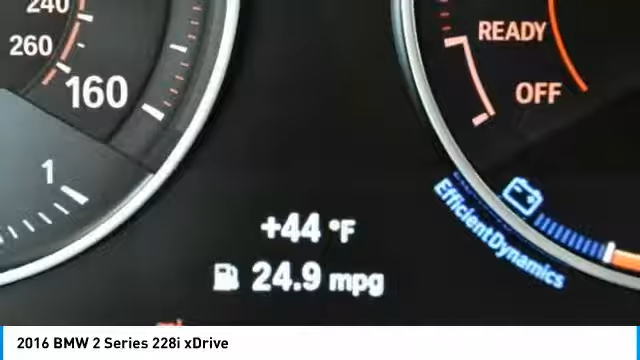 240
260
160
1
READY
OFF
+44 °F
24.9 mpg
EfficientDynamics
2016 BMW 2 Series 228i xDrive